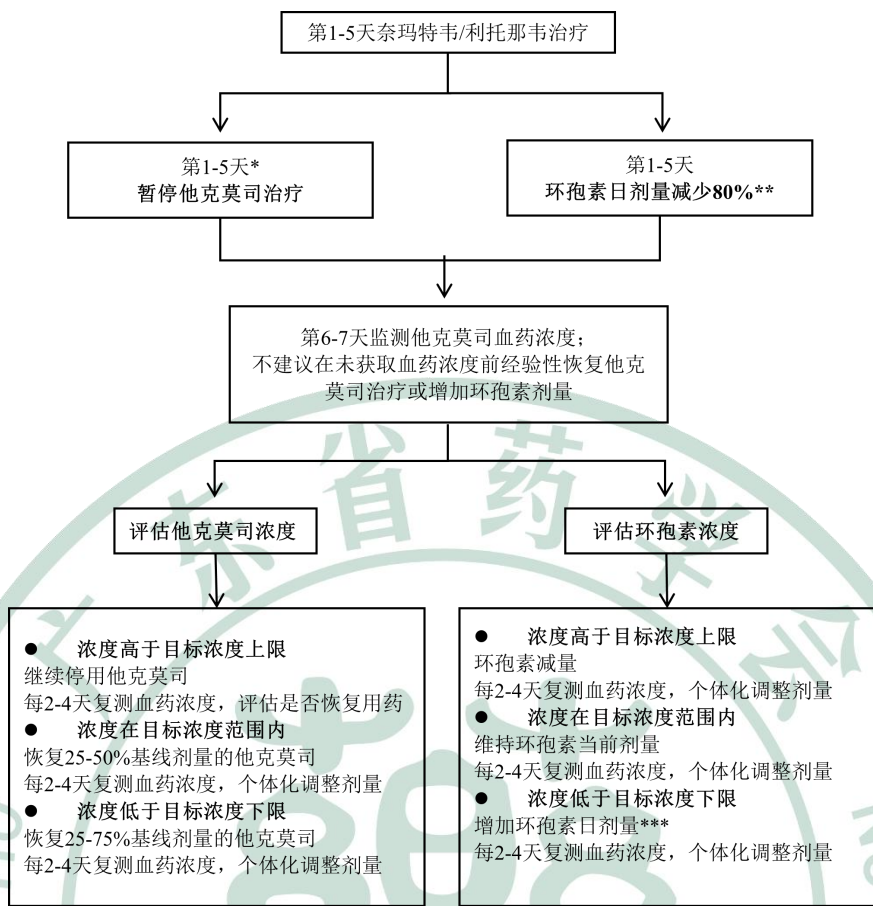 第1-5天奈玛特韦/利托那韦治疗
第1-5天*
暂停他克莫司治疗
第1-5天
环孢素日剂量减少80%**
第6-7天监测他克莫司血药浓度；
不建议在未获取血药浓度前经验性恢复他克
莫司治疗或增加环孢素剂量
评估他克莫司浓度
评估环孢素浓度
● 浓度高于目标浓度上限
继续停用他克莫司
每2-4天复测血药浓度，评估是否恢复用药
● 浓度在目标浓度范围内
恢复25-50%基线剂量的他克莫司
每2-4天复测血药浓度，个体化调整剂量
● 浓度低于目标浓度下限
恢复25-75%基线剂量的他克莫司
每2-4天复测血药浓度，个体化调整剂量
● 浓度高于目标浓度上限
环孢素减量
每2-4天复测血药浓度，个体化调整剂量
● 浓度在目标浓度范围内
维持环孢素当前剂量
每2-4天复测血药浓度，个体化调整剂量
● 浓度低于目标浓度下限
增加环孢素日剂量***
每2-4天复测血药浓度，个体化调整剂量
广东省药学会